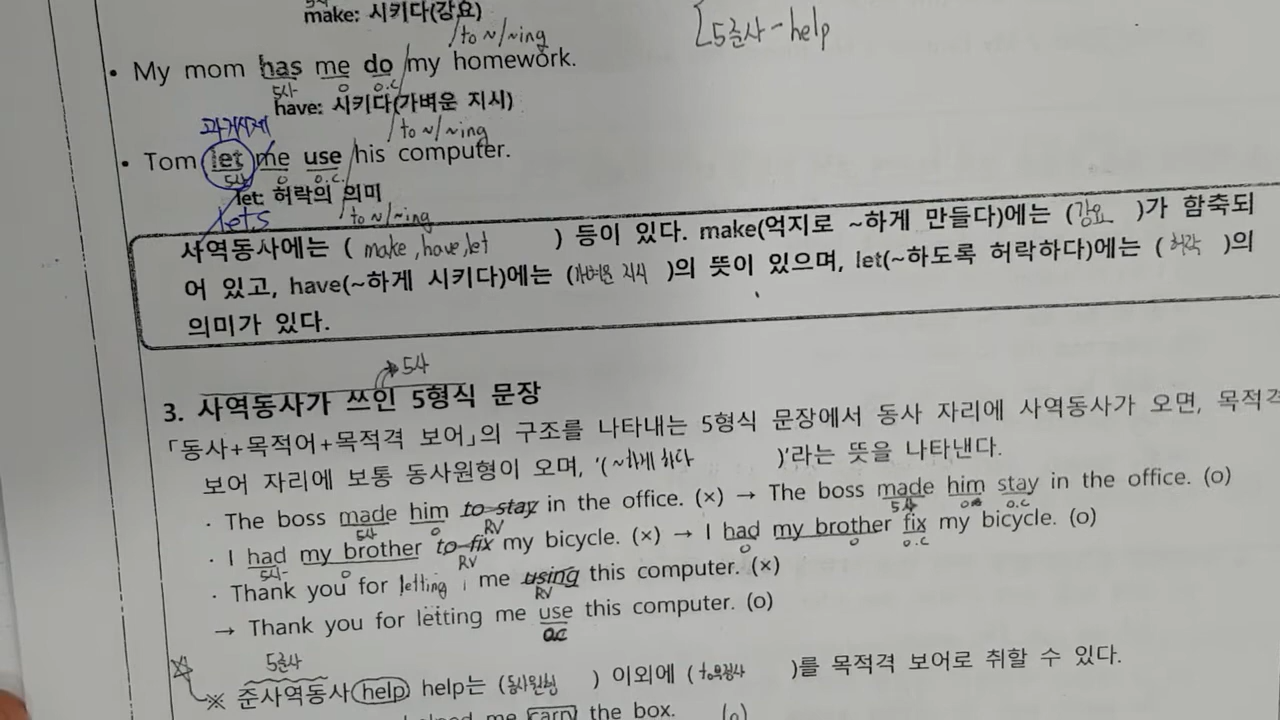 make: 시키다(강요)
[5준사-help
/to ~/~ing
• My mom has me do my homework.
5사 o o.c
have: 시키다(가벼운 지시)
과거시제 /to ~/~ing
• Tom let me use his computer.
5사 o o.c.
let: 허락의 의미
lets /to ~/~ing
사역동사에는 ( make, have, let ) 등이 있다. make(억지로 ~하게 만들다)에는 (강요 )가 함축되
어 있고, have(~하게 시키다)에는 (가벼운 지시 )의 뜻이 있으며, let(~하도록 허락하다)에는 ( 허락 )의
의미가 있다.
5사
3. 사역동사가 쓰인 5형식 문장
「동사+목적어+목적격 보어」의 구조를 나타내는 5형식 문장에서 동사 자리에 사역동사가 오면, 목적격
보어 자리에 보통 동사원형이 오며, '(~하게 하다 )'라는 뜻을 나타낸다.
· The boss made him to stay in the office. (×) → The boss made him stay in the office. (o)
5사 o RV 5사 o o.c
· I had my brother to fix my bicycle. (×) → I had my brother fix my bicycle. (o)
5사 o RV o o o.c
· Thank you for letting me using this computer. (×)
RV
→ Thank you for letting me use this computer. (o)
o.c
5준사
※ 준사역동사 help help는 (동사원형 ) 이외에 ( to부정사 )를 목적격 보어로 취할 수 있다.
helped me carry the box. (o)